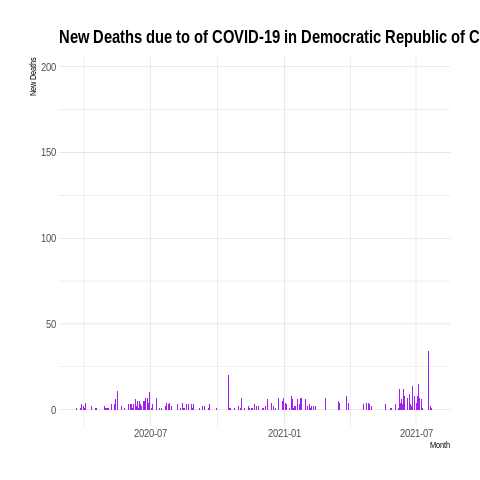 New Deaths due to of COVID-19 in Democratic Republic of C
New Deaths
200
150
100
50
0
2020-07
2021-01
2021-07
Month